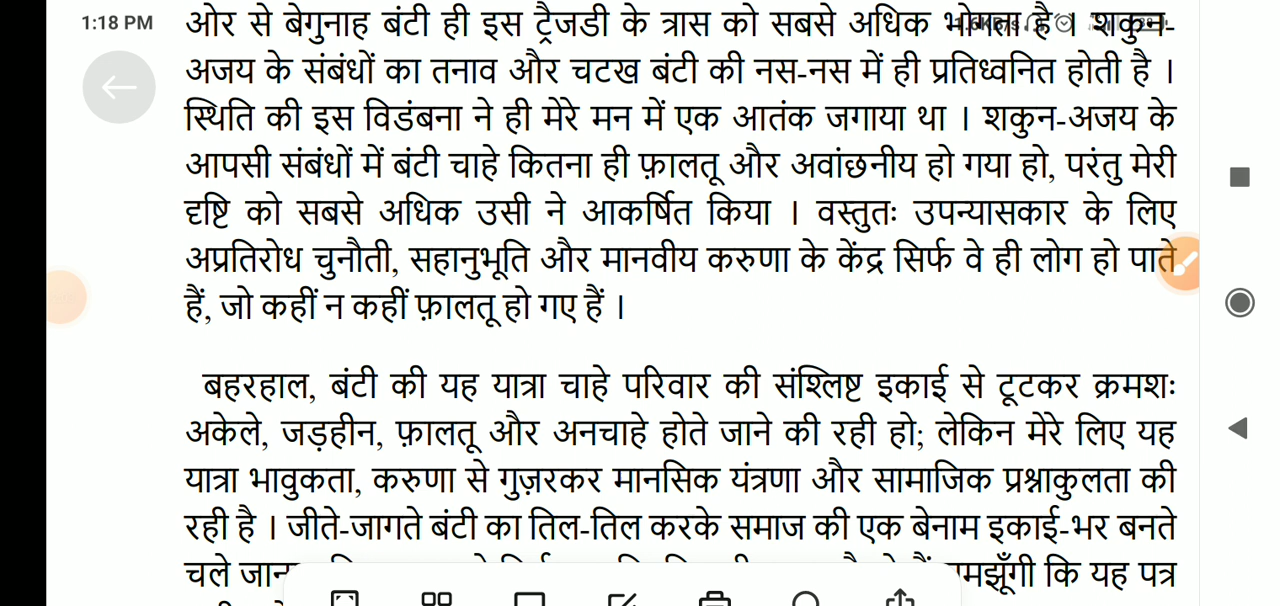 1:18 PM
ओर से बेगुनाह बंटी ही इस ट्रैजडी के त्रास को सबसे अधिक भोगता है । शकुन-
अजय के संबंधों का तनाव और चटख बंटी की नस-नस में ही प्रतिध्वनित होती है ।
स्थिति की इस विडंबना ने ही मेरे मन में एक आतंक जगाया था । शकुन-अजय के
आपसी संबंधों में बंटी चाहे कितना ही फ़ालतू और अवांछनीय हो गया हो, परंतु मेरी
दृष्टि को सबसे अधिक उसी ने आकर्षित किया । वस्तुतः उपन्यासकार के लिए
अप्रतिरोध चुनौती, सहानुभूति और मानवीय करुणा के केंद्र सिर्फ वे ही लोग हो पाते
हैं, जो कहीं न कहीं फ़ालतू हो गए हैं ।
बहरहाल, बंटी की यह यात्रा चाहे परिवार की संश्लिष्ट इकाई से टूटकर क्रमशः
अकेले, जड़हीन, फ़ालतू और अनचाहे होते जाने की रही हो; लेकिन मेरे लिए यह
यात्रा भावुकता, करुणा से गुज़रकर मानसिक यंत्रणा और सामाजिक प्रश्नाकुलता की
रही है । जीते-जागते बंटी का तिल-तिल करके समाज की एक बेनाम इकाई-भर बनते
चले कि यह पत्र